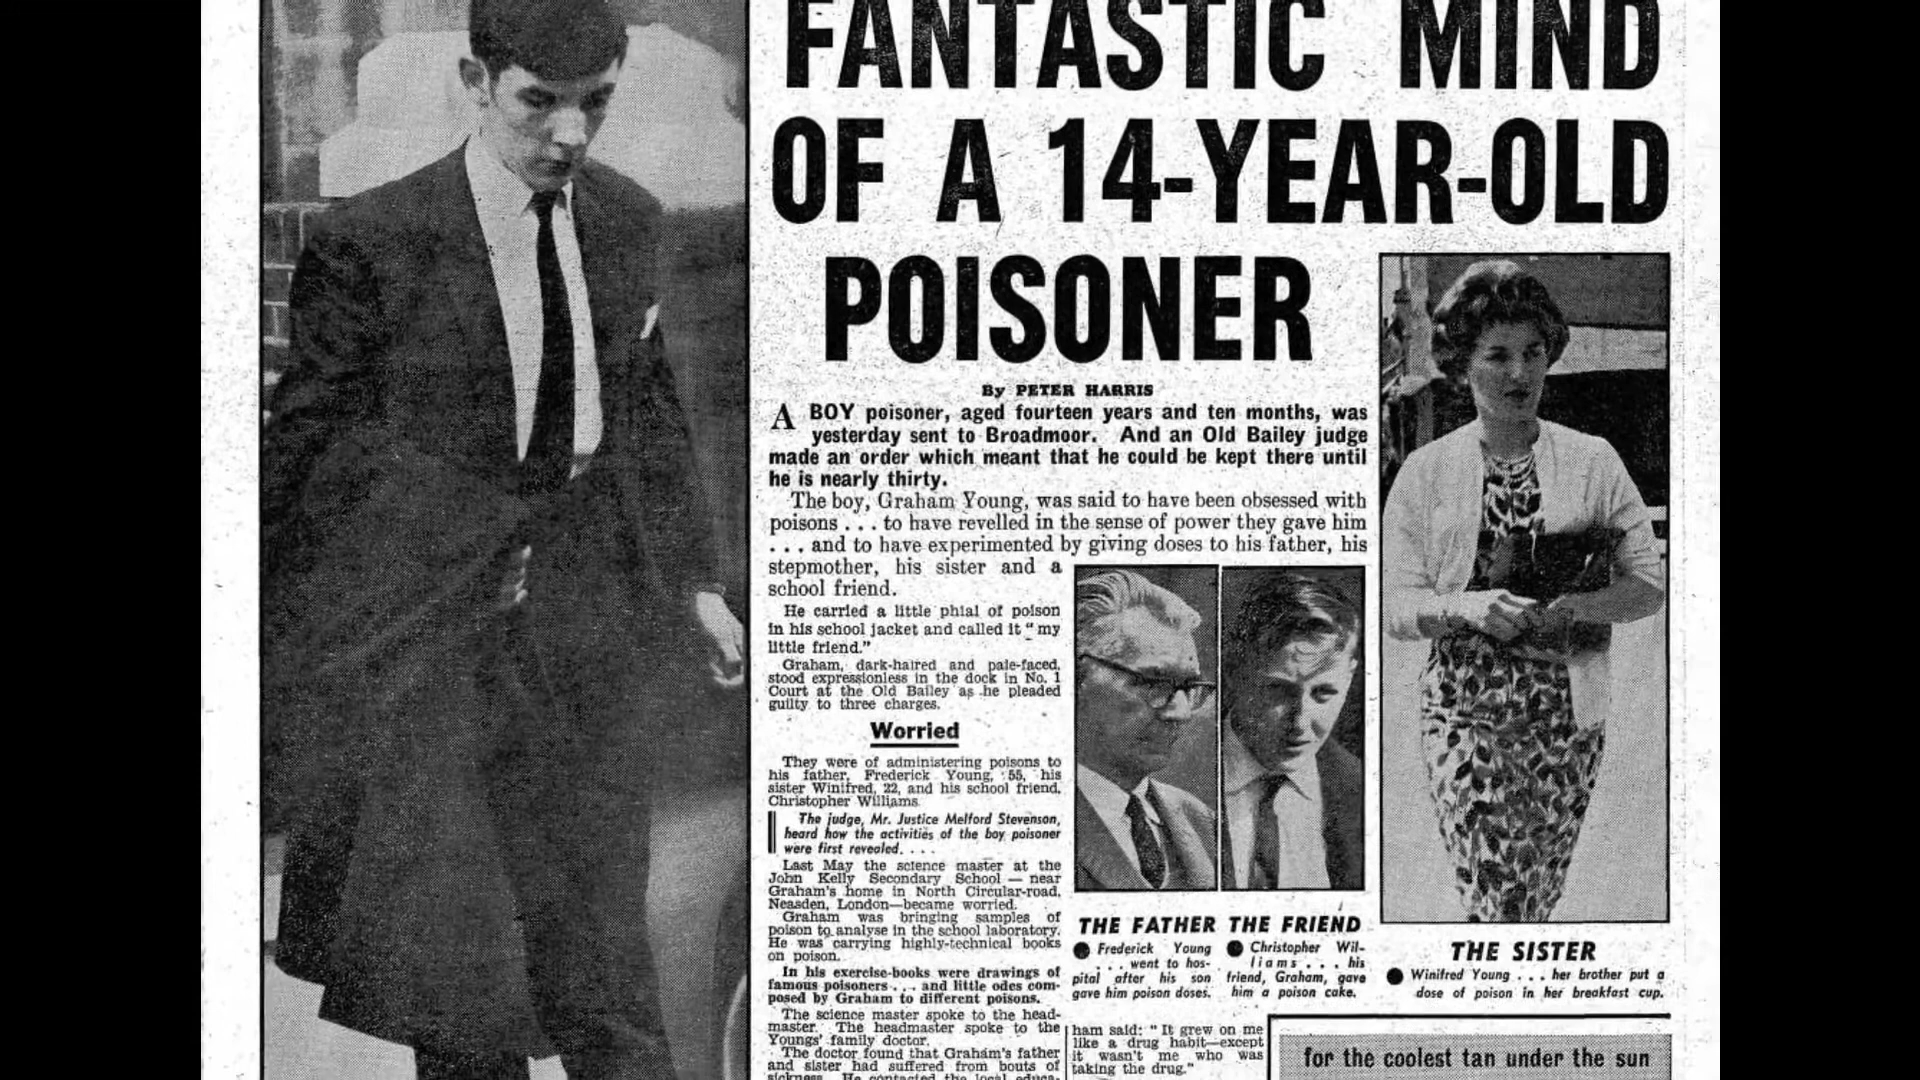 FANTASTIC MIND
OF A 14-YEAR-OLD
POISONER
By PETER HARRIS
A BOY poisoner, aged fourteen years and ten months, was
yesterday sent to Broadmoor. And an Old Bailey judge
made an order which meant that he could be kept there until
he is nearly thirty.
The boy, Graham Young, was said to have been obsessed with
poisons . . . to have revelled in the sense of power they gave him
. . . and to have experimented by giving doses to his father, his
stepmother, his sister and a
school friend.
He carried a little phial of poison
in his school jacket and called it "my
little friend."
Graham, dark-haired and pale-faced,
stood expressionless in the dock in No. 1
Court at the Old Bailey as he pleaded
guilty to three charges.
Worried
They were of administering poisons to
his father, Frederick Young, 55, his
sister Winifred, 22, and his school friend,
Christopher Williams.
The judge, Mr. Justice Melford Stevenson,
heard how the activities of the boy poisoner
were first revealed. . . .
Last May the science master at the
John Kelly Secondary School — near
Graham's home in North Circular-road,
Neasden, London—became worried.
Graham was bringing samples of
poison to analyse in the school laboratory.
He was carrying highly-technical books
on poison.
In his exercise-books were drawings of
famous poisoners . . . and little odes com-
posed by Graham to different poisons.
The science master spoke to the head-
master. The headmaster spoke to the
Youngs' family doctor.
The doctor found that Graham's father
and sister had suffered from bouts of
sickness. He contacted the local educa-
THE FATHER
Frederick Young
. . . went to hos-
pital after his son
gave him poison doses.
THE FRIEND
Christopher Wil-
liams . . . his
friend, Graham, gave
him a poison cake.
THE SISTER
Winifred Young . . . her brother put a
dose of poison in her breakfast cup.
ham said: "It grew on me
like a drug habit—except
it wasn't me who was
taking the drug."
for the coolest tan under the sun